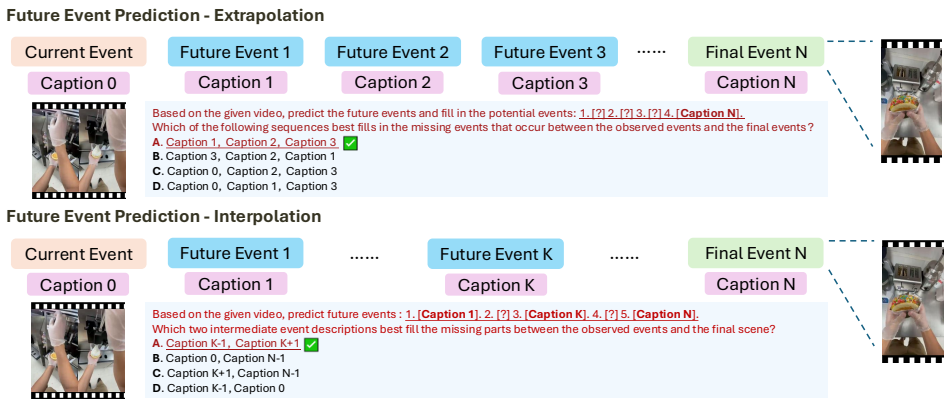 Future Event Prediction - Extrapolation
Current Event Future Event 1 Future Event 2 Future Event 3 ...... Final Event N
Caption 0 Caption 1 Caption 2 Caption 3 Caption N
Based on the given video, predict the future events and fill in the potential events: 1. [?] 2. [?] 3. [?] 4. [Caption N].
Which of the following sequences best fills in the missing events that occur between the observed events and the final events?
A. Caption 1, Caption 2, Caption 3 ✅
B. Caption 3, Caption 2, Caption 1
C. Caption 0, Caption 2, Caption 3
D. Caption 0, Caption 1, Caption 3
Future Event Prediction - Interpolation
Current Event Future Event 1 ...... Future Event K ...... Final Event N
Caption 0 Caption 1 Caption K Caption N
Based on the given video, predict future events : 1. [Caption 1]. 2. [?] 3. [Caption K]. 4. [?] 5. [Caption N].
Which two intermediate event descriptions best fill the missing parts between the observed events and the final scene?
A. Caption K-1, Caption K+1 ✅
B. Caption 0, Caption N-1
C. Caption K+1, Caption N-1
D. Caption K-1, Caption 0